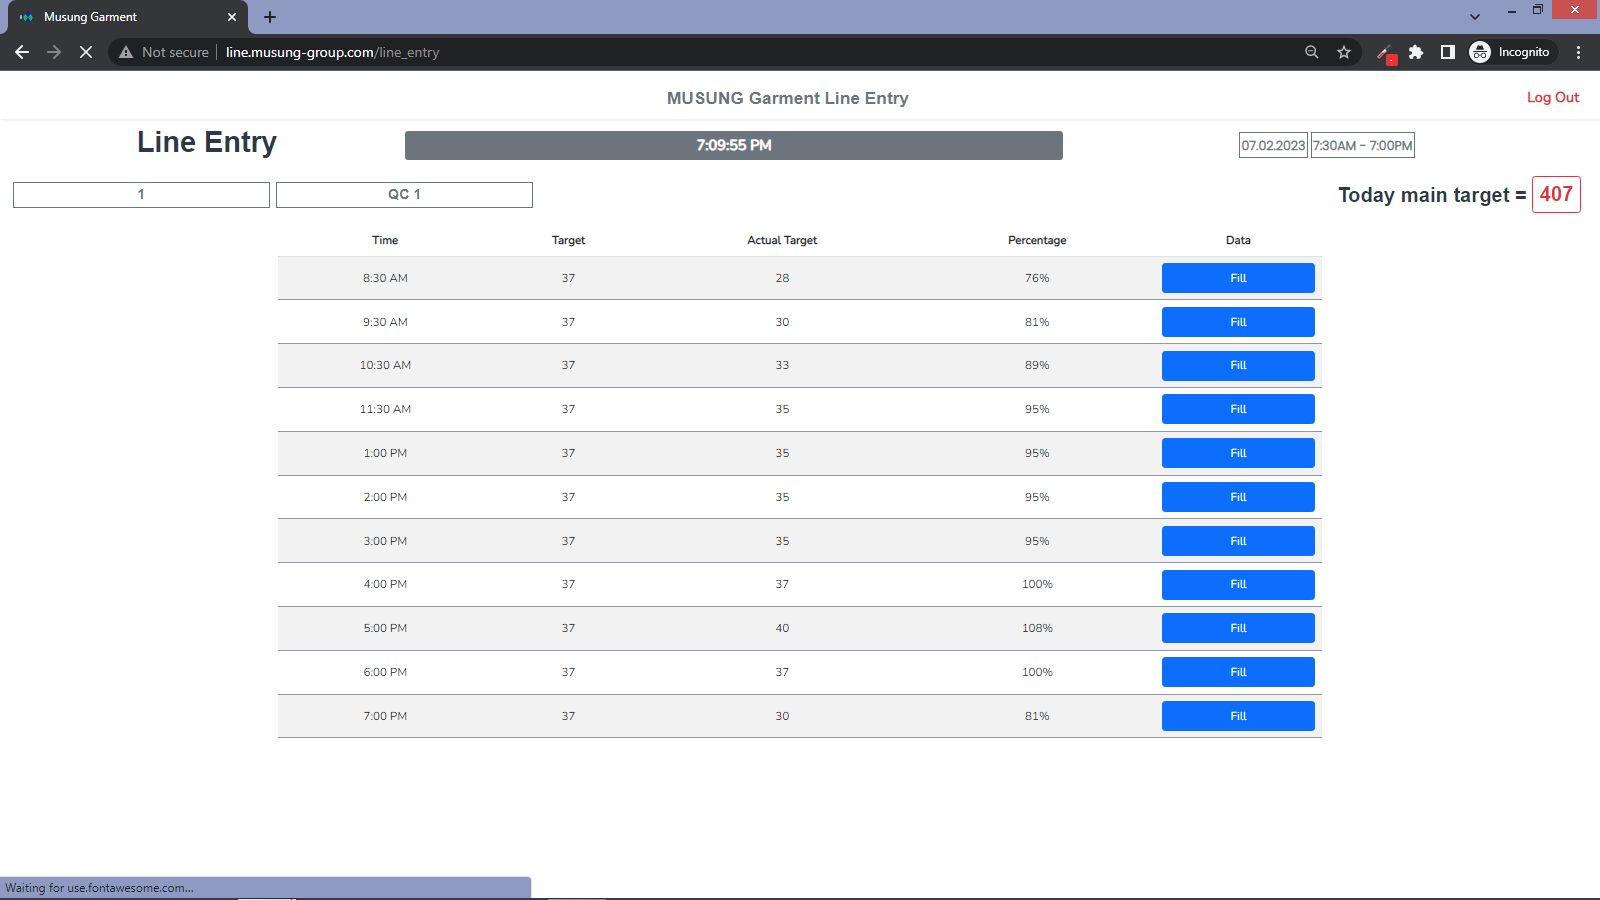 Musung Garment
Not secure line.musung-group.com/line_entry Incognito
MUSUNG Garment Line Entry Log Out
Line Entry 7:09:55 PM 07.02.2023 7:30AM - 7:00PM
1 QC 1 Today main target = 407
Time Target Actual Target Percentage Data
8:30 AM 37 28 76% Fill
9:30 AM 37 30 81% Fill
10:30 AM 37 33 89% Fill
11:30 AM 37 35 95% Fill
1:00 PM 37 35 95% Fill
2:00 PM 37 35 95% Fill
3:00 PM 37 35 95% Fill
4:00 PM 37 37 100% Fill
5:00 PM 37 40 108% Fill
6:00 PM 37 37 100% Fill
7:00 PM 37 30 81% Fill
Waiting for use.fontawesome.com...